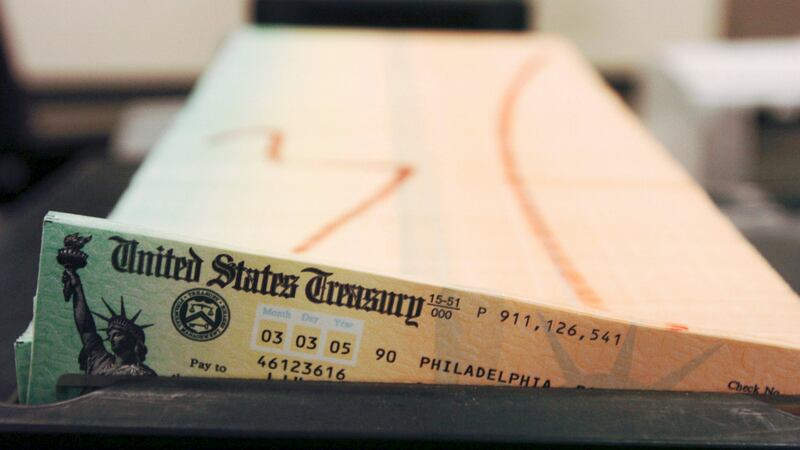 United States Treasury 15-51 000 P 911,126,541
Month Day Year
03 03 05 90 PHILADELPHIA
Pay to 46123616 Check No.